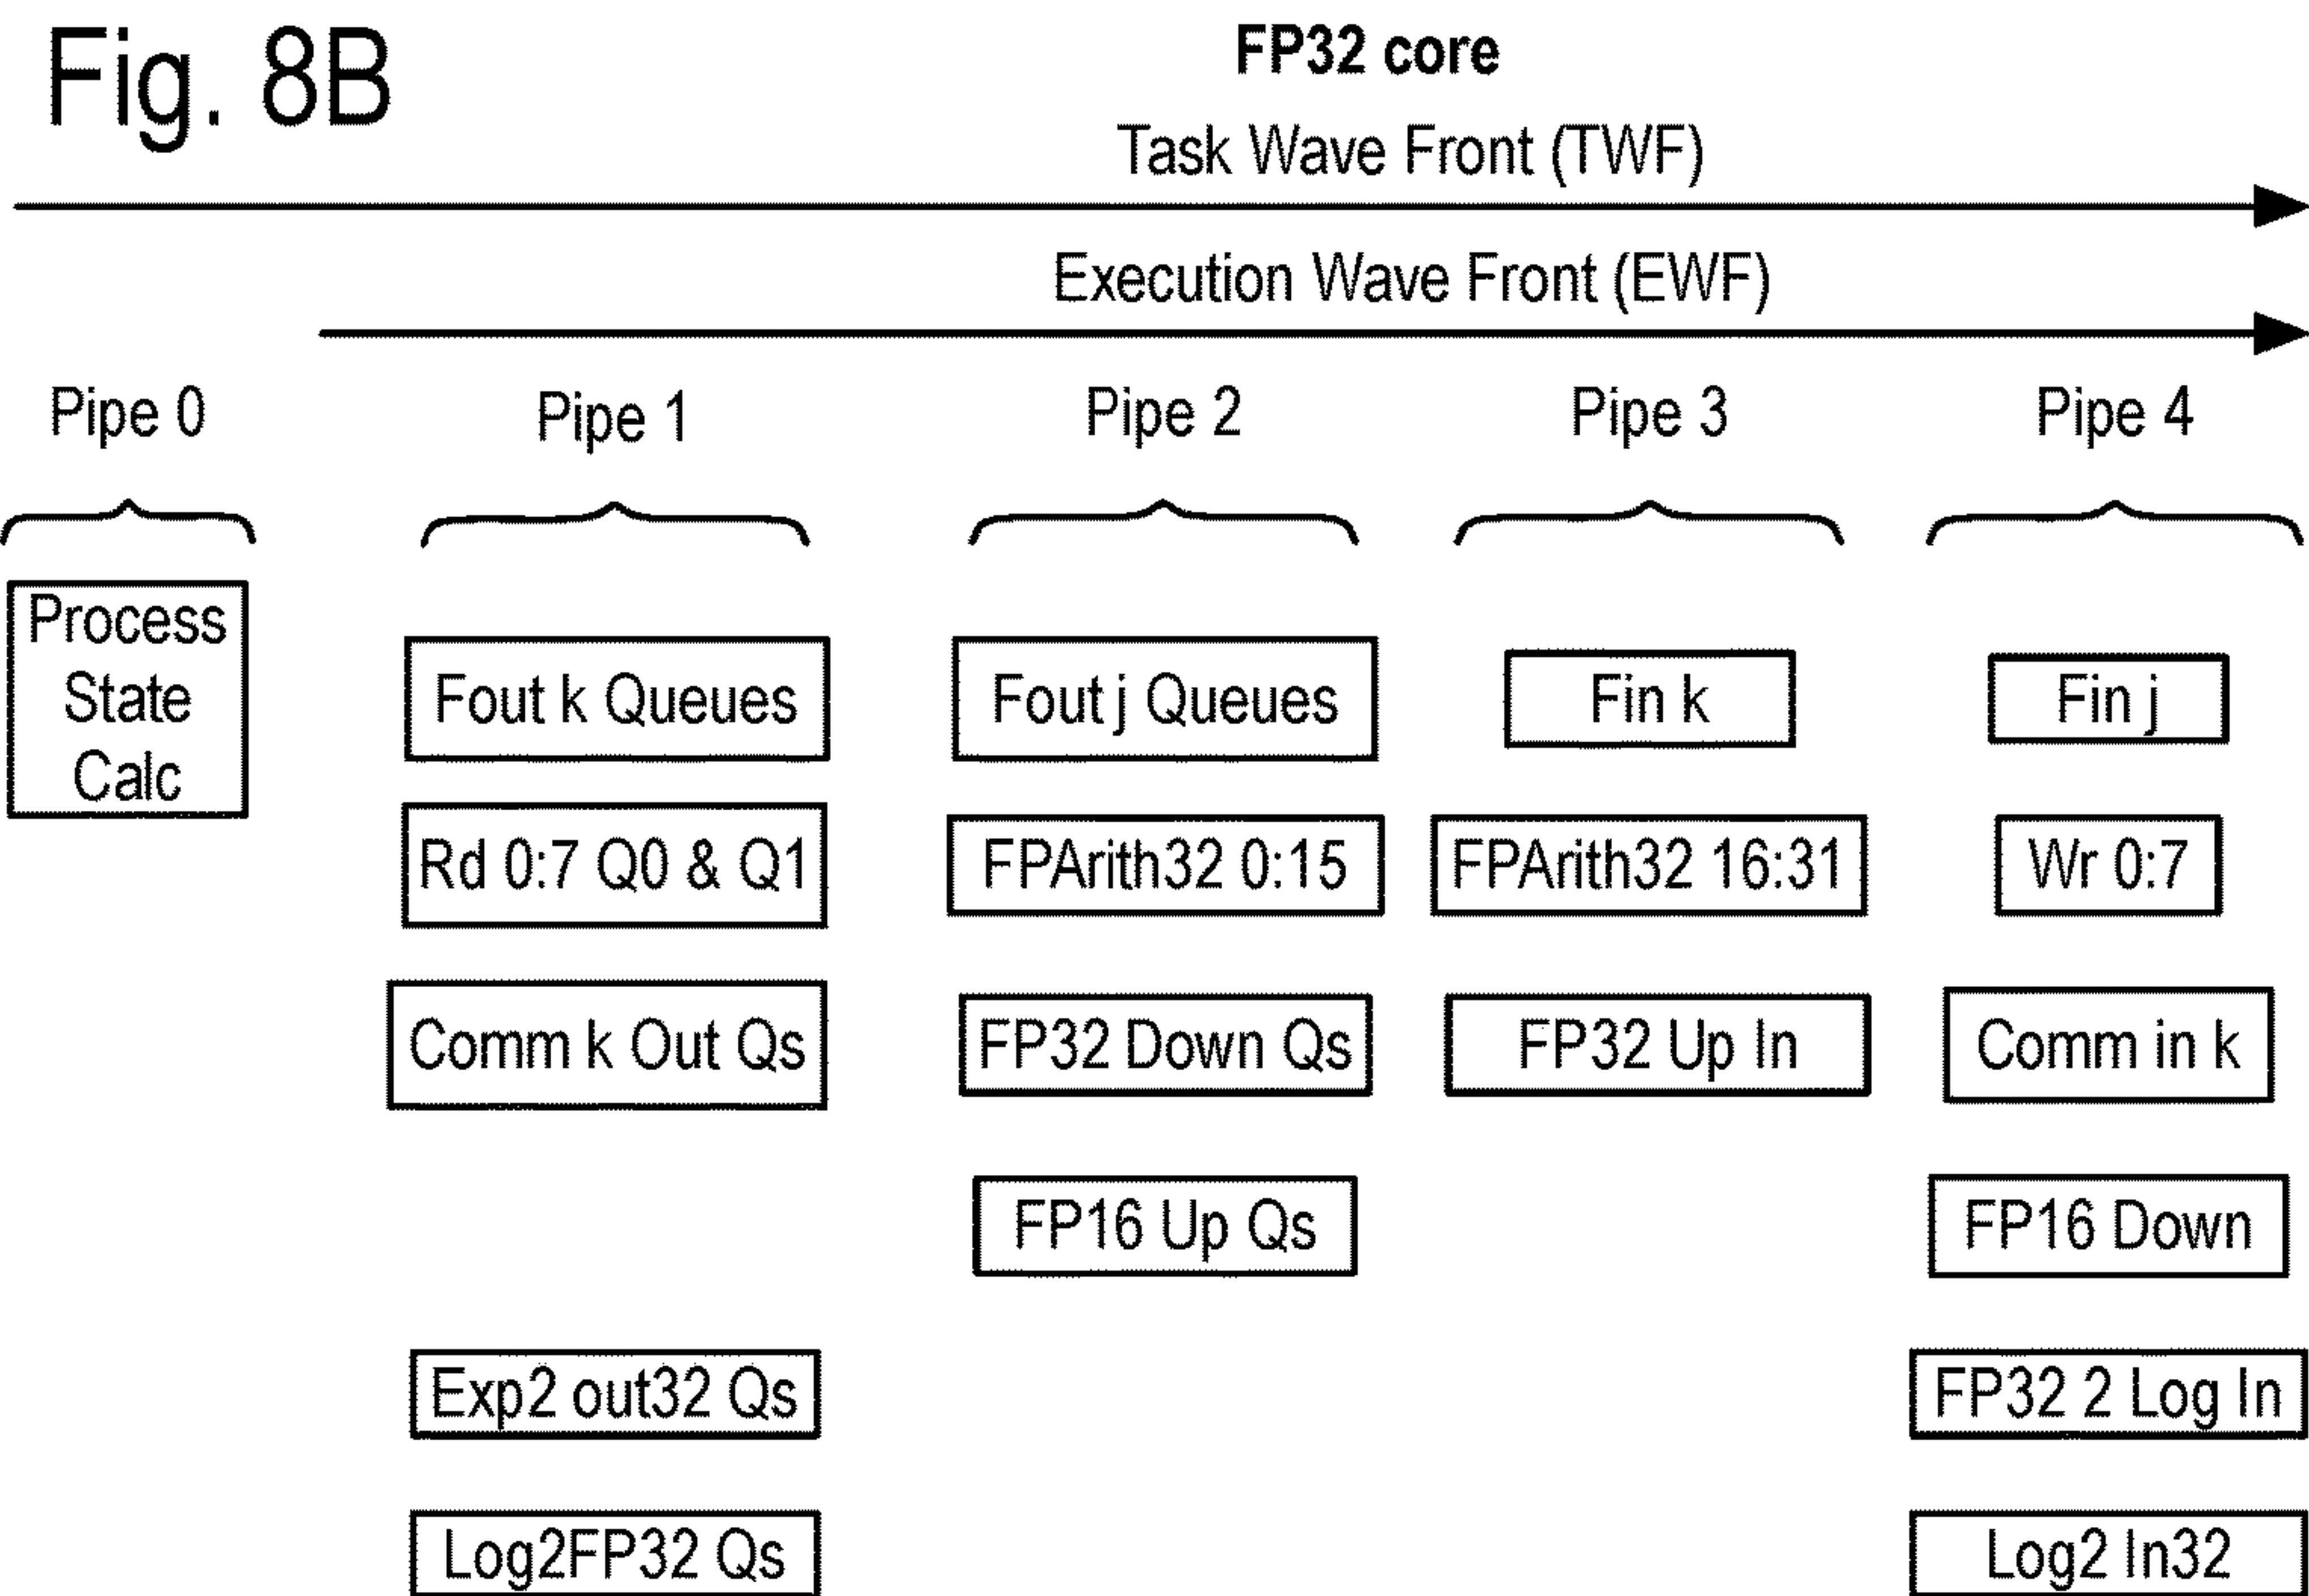 Fig. 8B
FP32 core
Task Wave Front (TWF)
Execution Wave Front (EWF)
Pipe 0
Pipe 1
Pipe 2
Pipe 3
Pipe 4
Process
State
Calc
Fout k Queues
Fout j Queues
Fin k
Fin j
Rd 0:7 Q0 & Q1
FPArith32 0:15
FPArith32 16:31
Wr 0:7
Comm k Out Qs
FP32 Down Qs
FP32 Up In
Comm in k
FP16 Up Qs
FP16 Down
Exp2 out32 Qs
FP32 2 Log In
Log2FP32 Qs
Log2 In32